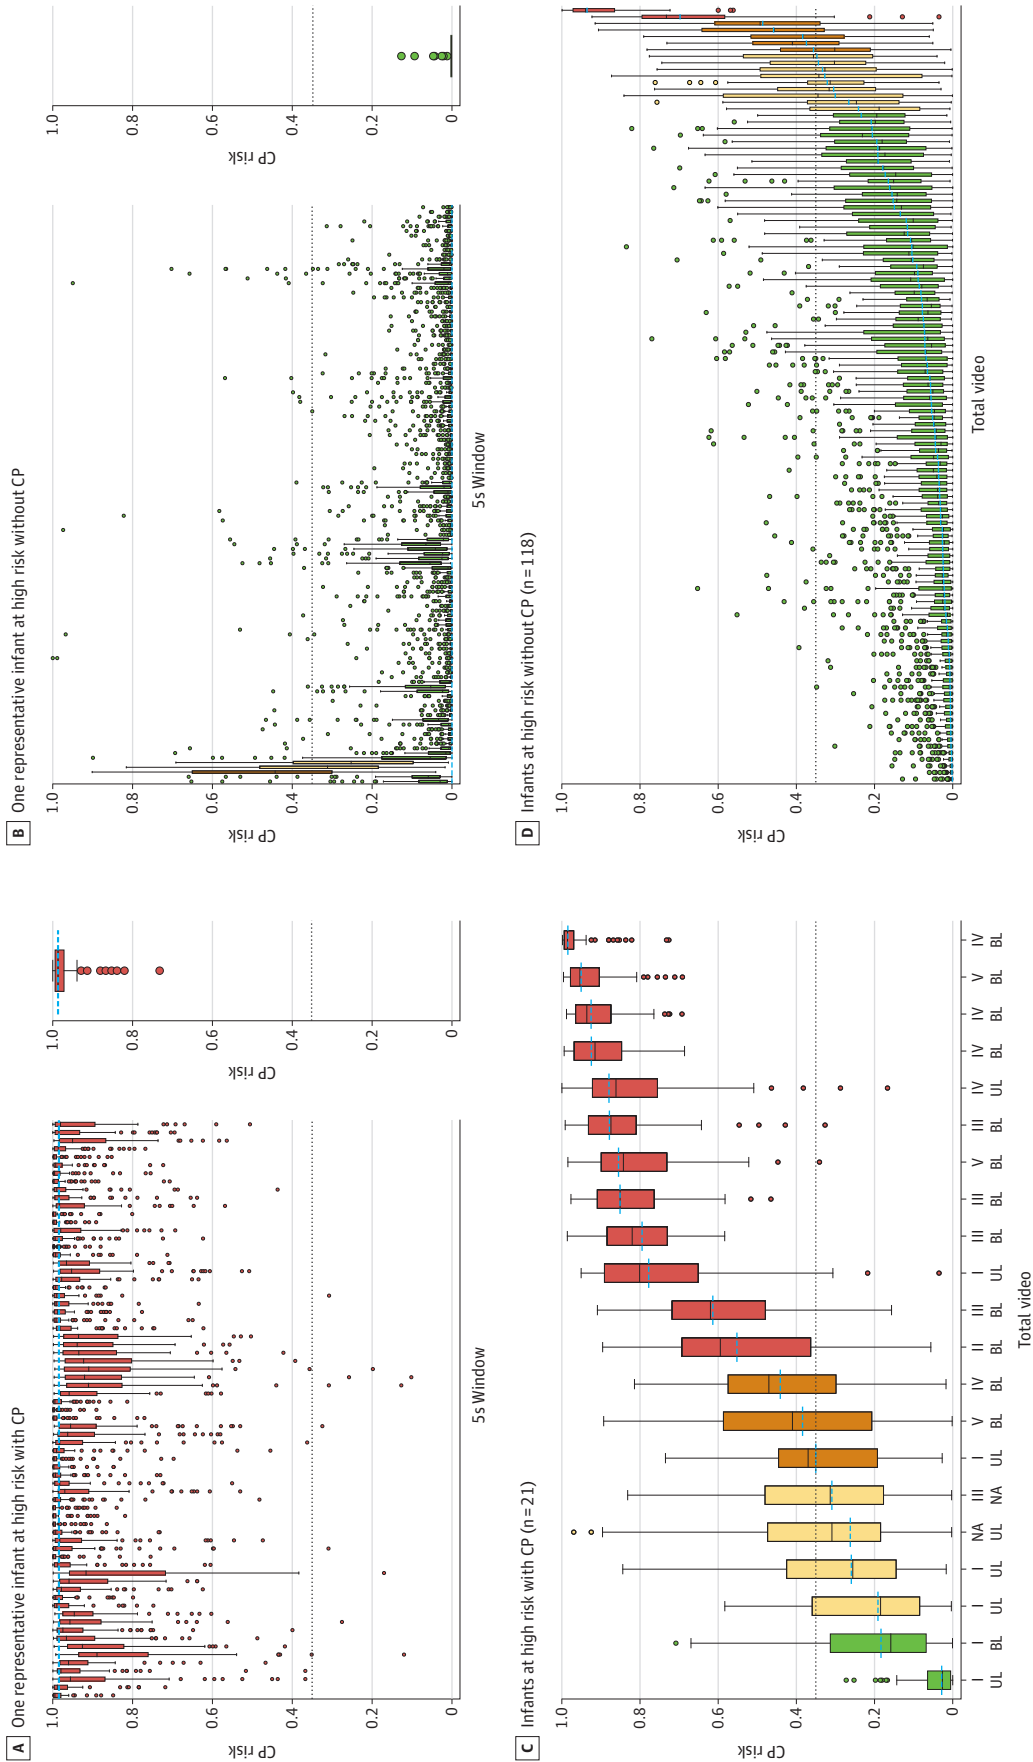 A One representative infant at high risk with CP
1.0
0.8
0.6
0.4
0.2
0
CP risk
5s Window
1.0
0.8
0.6
0.4
0.2
0
CP risk
B One representative infant at high risk without CP
1.0
0.8
0.6
0.4
0.2
0
CP risk
5s Window
1.0
0.8
0.6
0.4
0.2
0
CP risk
C Infants at high risk with CP (n = 21)
1.0
0.8
0.6
0.4
0.2
0
CP risk
I I I I NA III I V IV II III I III III V III IV IV IV V IV
UL BL UL UL UL NA UL BL BL BL BL UL BL BL BL BL UL BL BL BL BL
Total video
D Infants at high risk without CP (n = 118)
1.0
0.8
0.6
0.4
0.2
0
CP risk
Total video